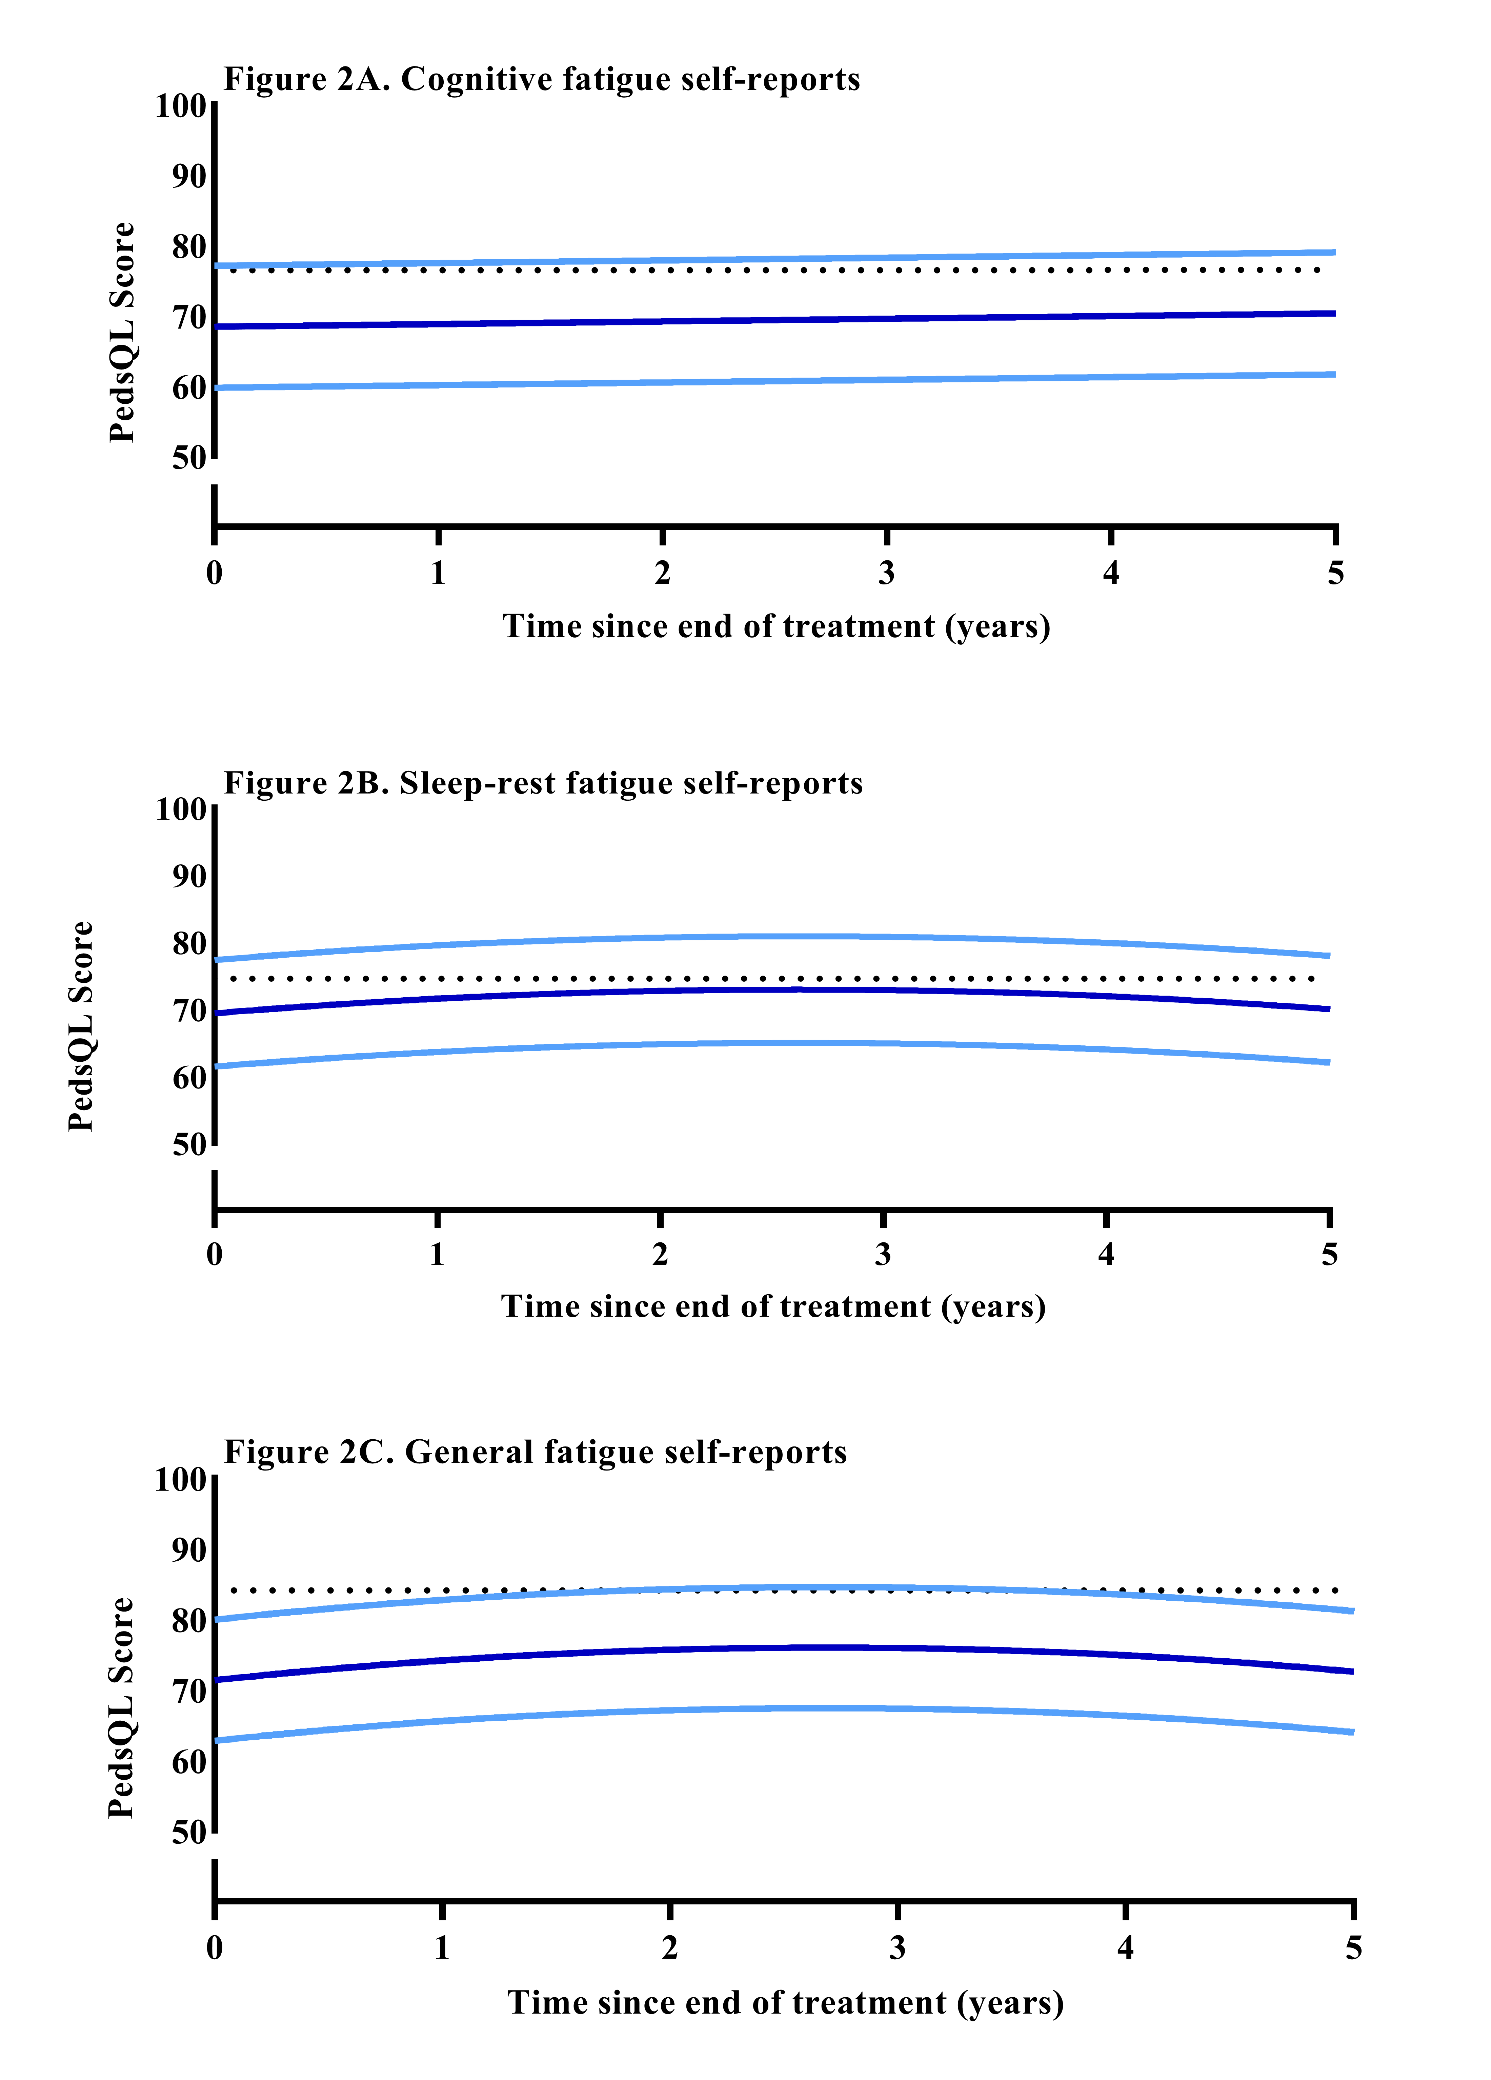 Figure 2A. Cognitive fatigue self-reports
100
90
80
70
60
50
PedsQL Score
0 1 2 3 4 5
Time since end of treatment (years)
Figure 2B. Sleep-rest fatigue self-reports
100
90
80
70
60
50
PedsQL Score
0 1 2 3 4 5
Time since end of treatment (years)
Figure 2C. General fatigue self-reports
100
90
80
70
60
50
PedsQL Score
0 1 2 3 4 5
Time since end of treatment (years)